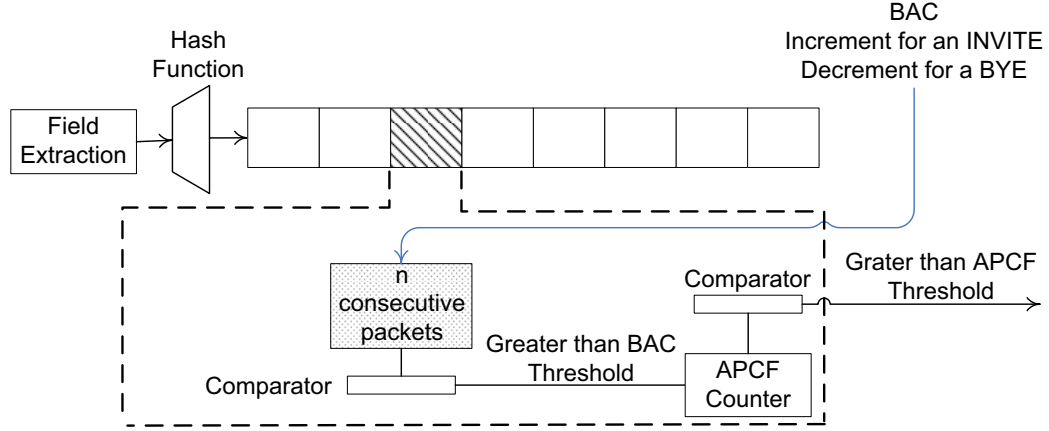 BAC
Increment for an INVITE
Decrement for a BYE
Hash
Function
Field
Extraction
n
consecutive
packets
Comparator
Greater than BAC
Threshold
APCF
Counter
Comparator
Grater than APCF
Threshold